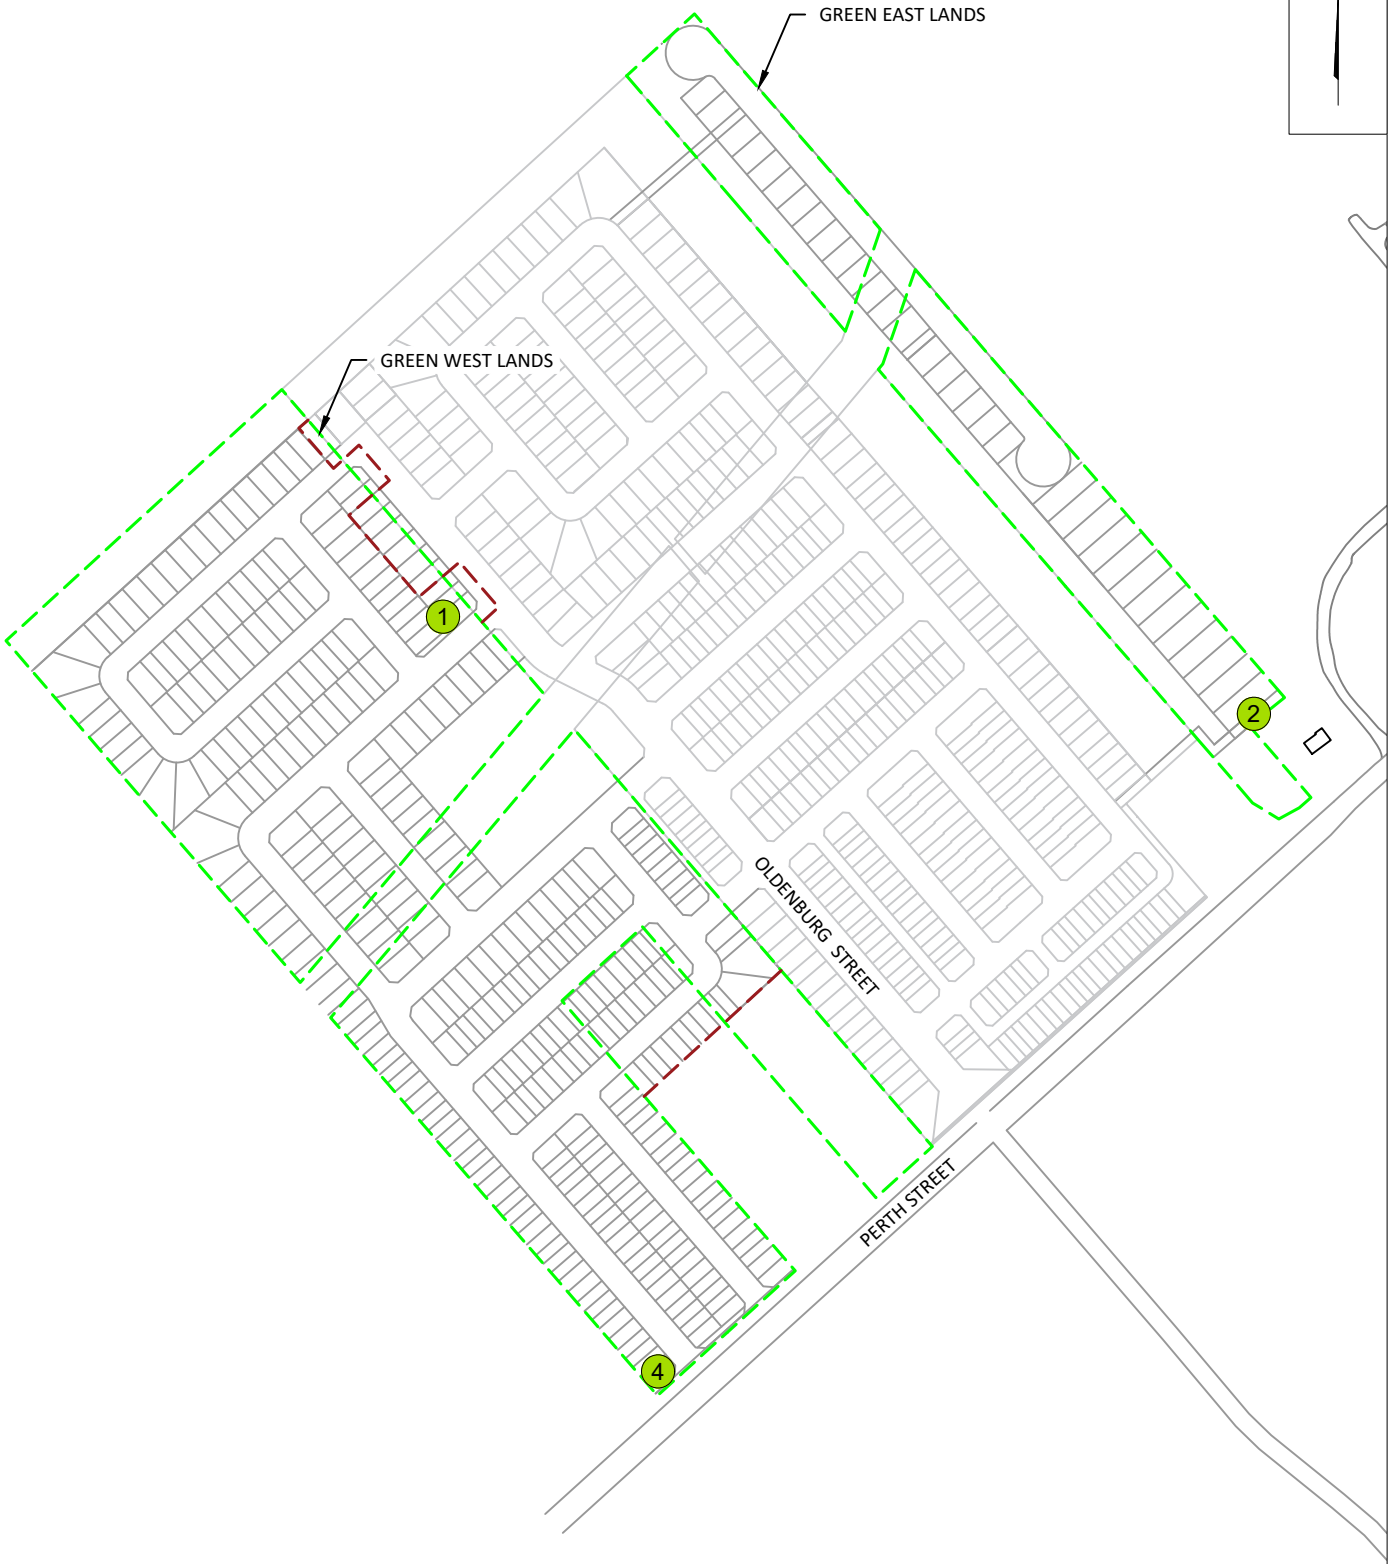 GREEN EAST LANDS
GREEN WEST LANDS
1
2
OLDENBURG STREET
PERTH STREET
4